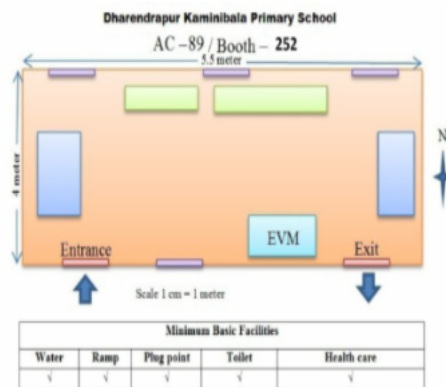 Dharendrapur Kaminibala Primary School
AC -89 / Booth - 252
5.5 meter
4 meter
N
EVM
Entrance
Exit
Scale 1 cm = 1 meter
Minimum Basic Facilities
Water Ramp Plug point Toilet Health care
√ √ √ √ √